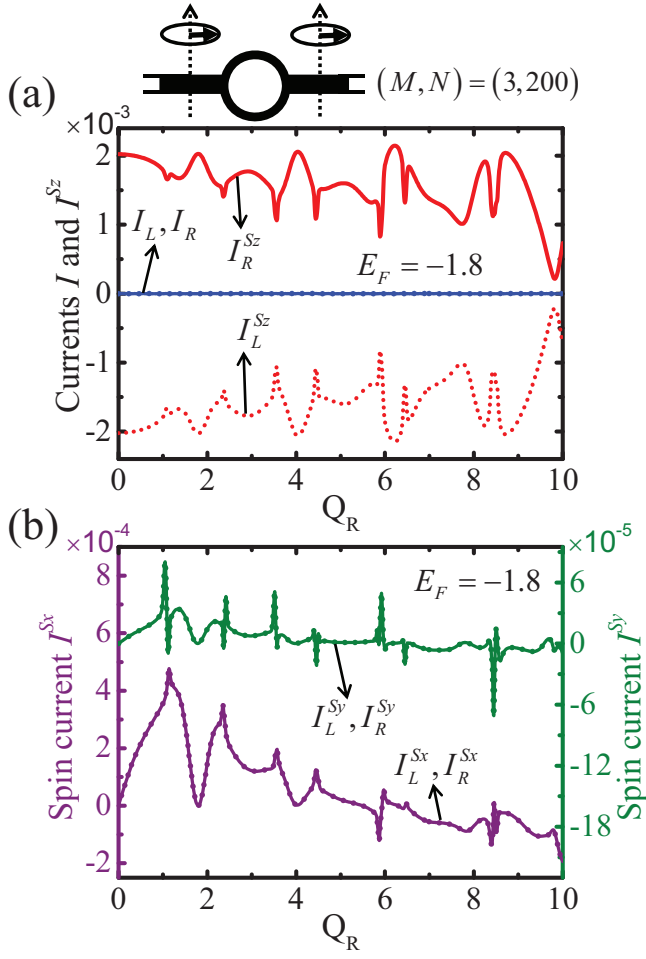 (a)
(M, N) = (3,200)
×10⁻³
Currents I and I^{Sz}
2
1
0
-1
-2
I_L, I_R
I_R^{Sz}
E_F = −1.8
I_L^{Sz}
0 2 4 6 8 10
Q_R
(b)
×10⁻⁴
×10⁻⁵
Spin current I^{Sx}
8
6
4
2
0
-2
E_F = −1.8
I_L^{Sy}, I_R^{Sy}
I_L^{Sx}, I_R^{Sx}
6
0
-6
-12
-18
Spin current I^{Sy}
0 2 4 6 8 10
Q_R